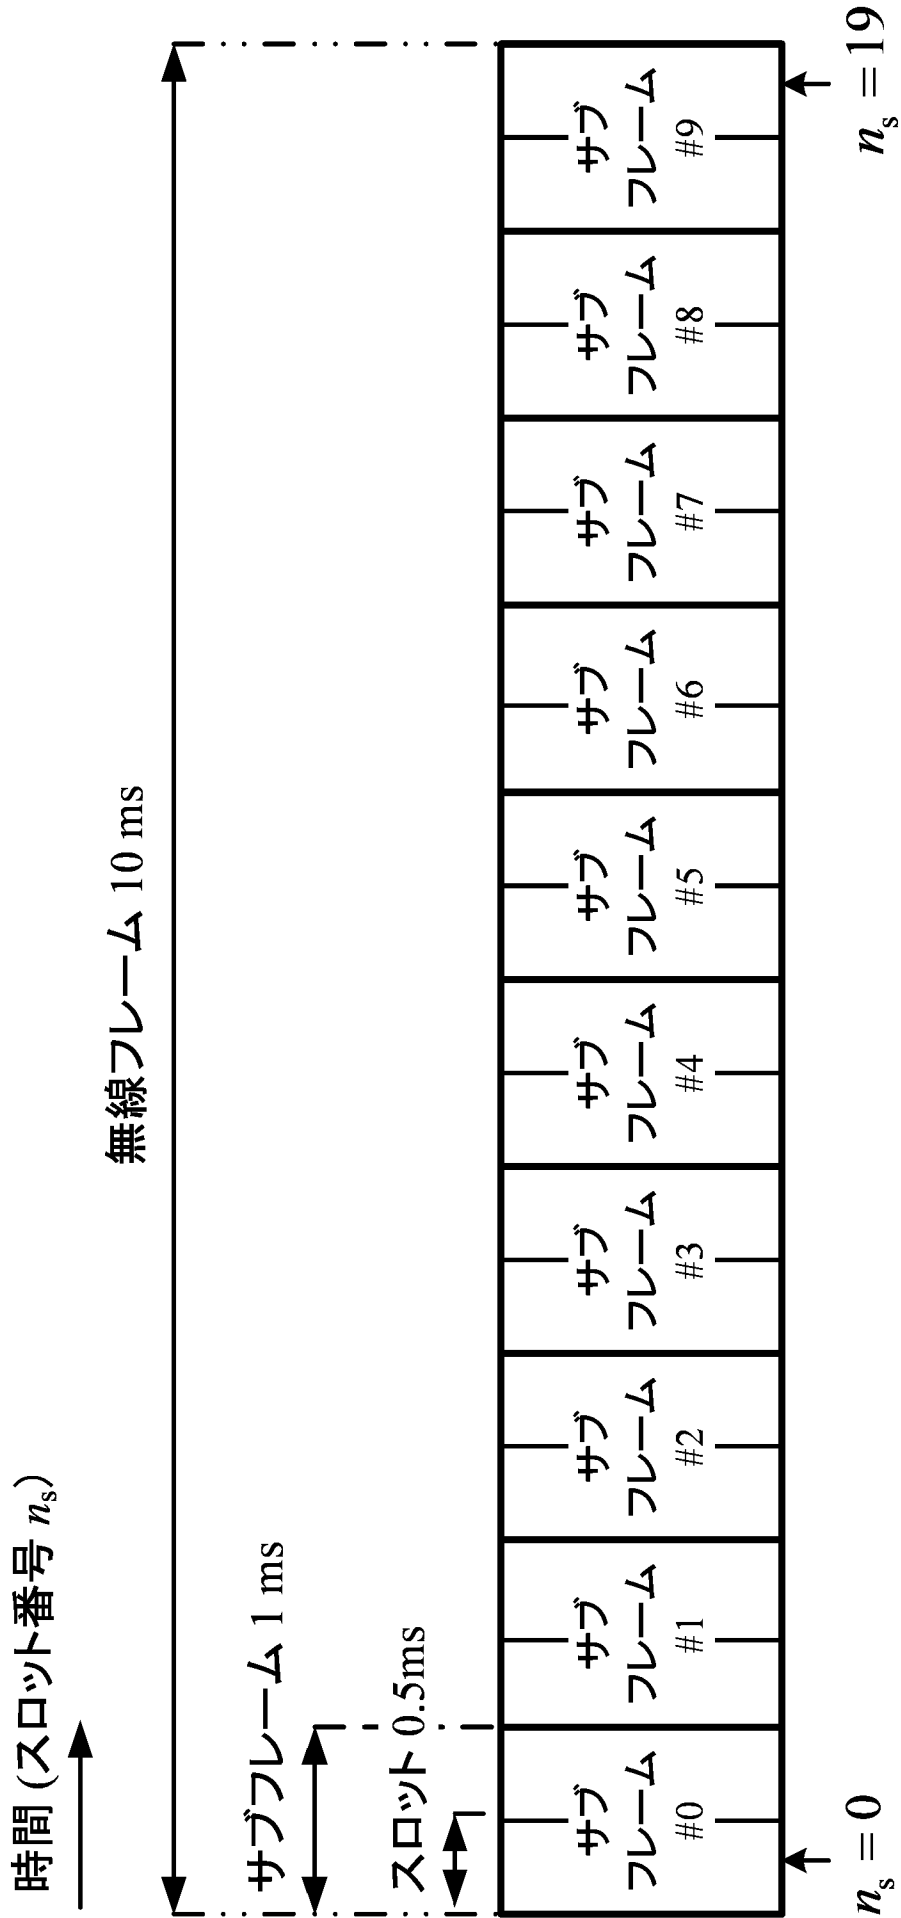 時間 (スロット番号 nₛ)
無線フレーム 10 ms
サブフレーム 1 ms
スロット 0.5ms
サブ
フレーム
#0
サブ
フレーム
#1
サブ
フレーム
#2
サブ
フレーム
#3
サブ
フレーム
#4
サブ
フレーム
#5
サブ
フレーム
#6
サブ
フレーム
#7
サブ
フレーム
#8
サブ
フレーム
#9
nₛ = 0
nₛ = 19